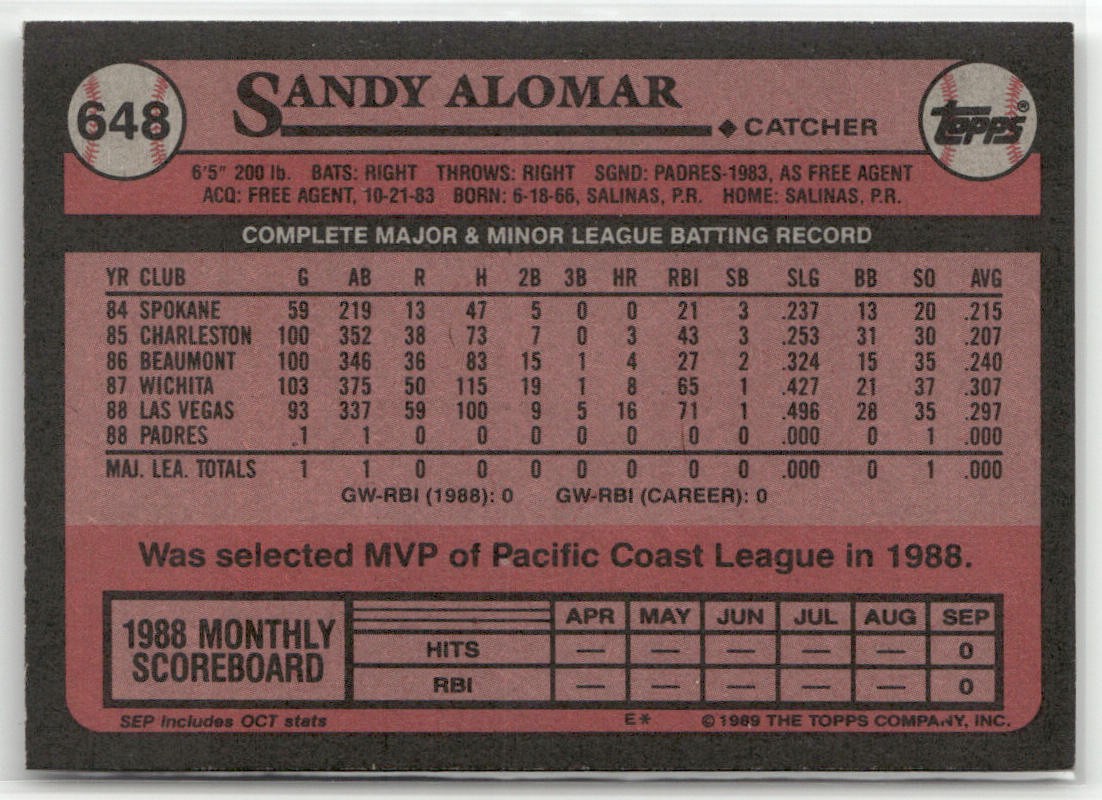 648
SANDY ALOMAR
◆ CATCHER
TOPPS®
6'5" 200 lb. BATS: RIGHT THROWS: RIGHT SGND: PADRES-1983, AS FREE AGENT
ACQ: FREE AGENT, 10-21-83 BORN: 6-18-66, SALINAS, P.R. HOME: SALINAS, P.R.
COMPLETE MAJOR & MINOR LEAGUE BATTING RECORD
YR CLUB G AB R H 2B 3B HR RBI SB SLG BB SO AVG
84 SPOKANE 59 219 13 47 5 0 0 21 3 .237 13 20 .215
85 CHARLESTON 100 352 38 73 7 0 3 43 3 .253 31 30 .207
86 BEAUMONT 100 346 36 83 15 1 4 27 2 .324 15 35 .240
87 WICHITA 103 375 50 115 19 1 8 65 1 .427 21 37 .307
88 LAS VEGAS 93 337 59 100 9 5 16 71 1 .496 28 35 .297
88 PADRES 1 1 0 0 0 0 0 0 0 .000 0 1 .000
MAJ. LEA. TOTALS 1 1 0 0 0 0 0 0 0 .000 0 1 .000
GW-RBI (1988): 0 GW-RBI (CAREER): 0
Was selected MVP of Pacific Coast League in 1988.
1988 MONTHLY SCOREBOARD
APR MAY JUN JUL AUG SEP
HITS — — — — — 0
RBI — — — — — 0
SEP includes OCT stats E* © 1989 THE TOPPS COMPANY, INC.